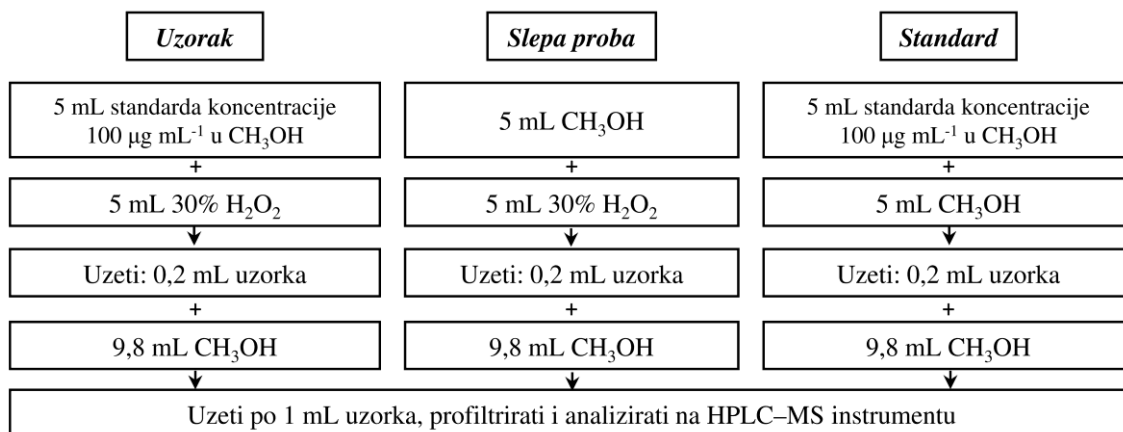 Uzorak
Slepa proba
Standard
5 mL standarda koncentracije
100 μg mL⁻¹ u CH₃OH
5 mL CH₃OH
5 mL standarda koncentracije
100 μg mL⁻¹ u CH₃OH
+
+
+
5 mL 30% H₂O₂
5 mL 30% H₂O₂
5 mL CH₃OH
Uzeti: 0,2 mL uzorka
Uzeti: 0,2 mL uzorka
Uzeti: 0,2 mL uzorka
+
+
+
9,8 mL CH₃OH
9,8 mL CH₃OH
9,8 mL CH₃OH
Uzeti po 1 mL uzorka, profiltrirati i analizirati na HPLC–MS instrumentu